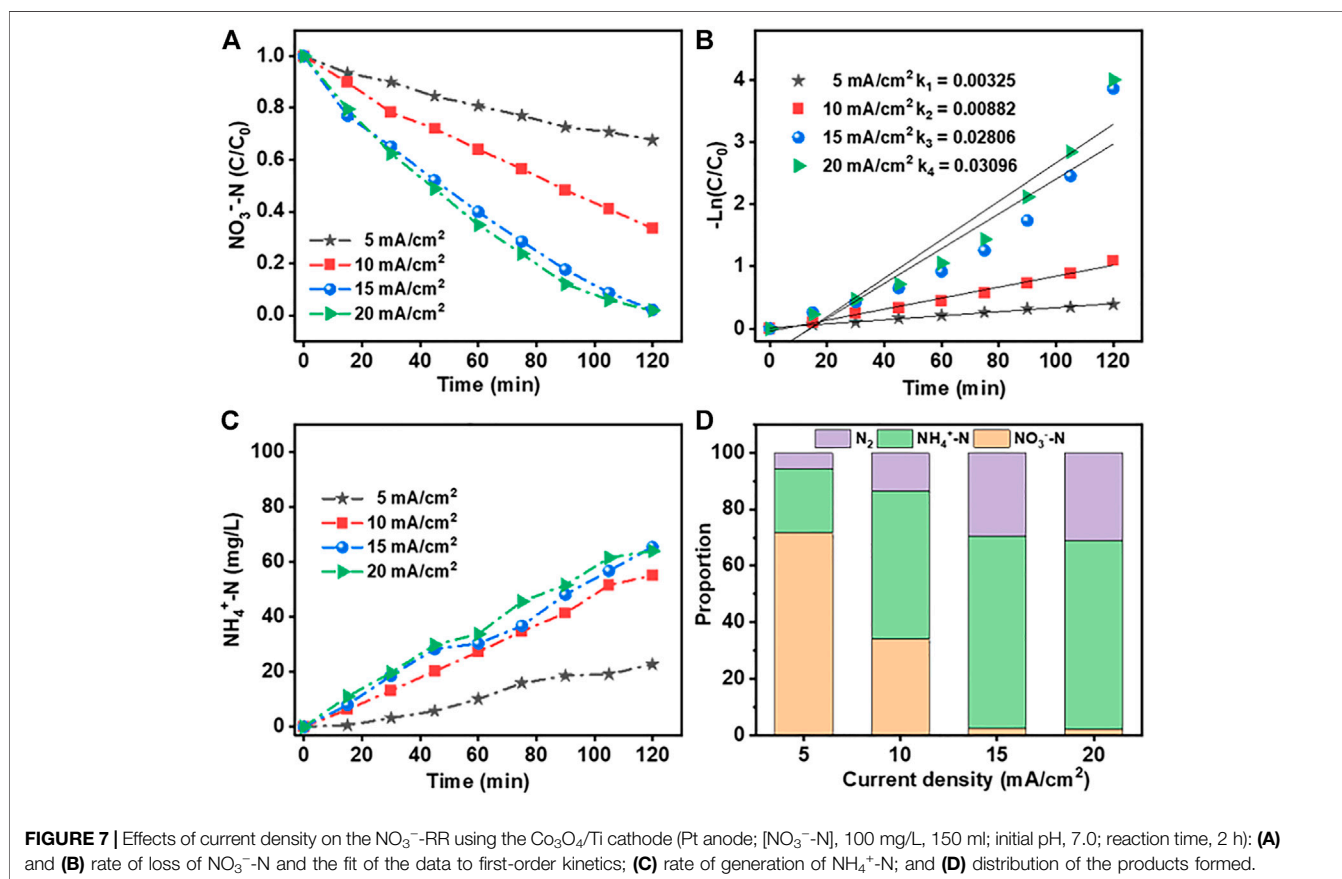 A
NO₃⁻-N (C/C₀)
1.0
0.8
0.6
0.4
0.2
0.0
5 mA/cm²
10 mA/cm²
15 mA/cm²
20 mA/cm²
0 20 40 60 80 100 120
Time (min)
B
-Ln(C/C₀)
4
3
2
1
0
5 mA/cm² k₁ = 0.00325
10 mA/cm² k₂ = 0.00882
15 mA/cm² k₃ = 0.02806
20 mA/cm² k₄ = 0.03096
0 20 40 60 80 100 120
Time (min)
C
NH₄⁺-N (mg/L)
100
80
60
40
20
0
5 mA/cm²
10 mA/cm²
15 mA/cm²
20 mA/cm²
0 20 40 60 80 100 120
Time (min)
D
N₂ NH₄⁺-N NO₃⁻-N
Proportion
100
80
60
40
20
0
5 10 15 20
Current density (mA/cm²)
FIGURE 7 | Effects of current density on the NO₃⁻-RR using the Co₃O₄/Ti cathode (Pt anode; [NO₃⁻-N], 100 mg/L, 150 ml; initial pH, 7.0; reaction time, 2 h): (A)
and (B) rate of loss of NO₃⁻-N and the fit of the data to first-order kinetics; (C) rate of generation of NH₄⁺-N; and (D) distribution of the products formed.